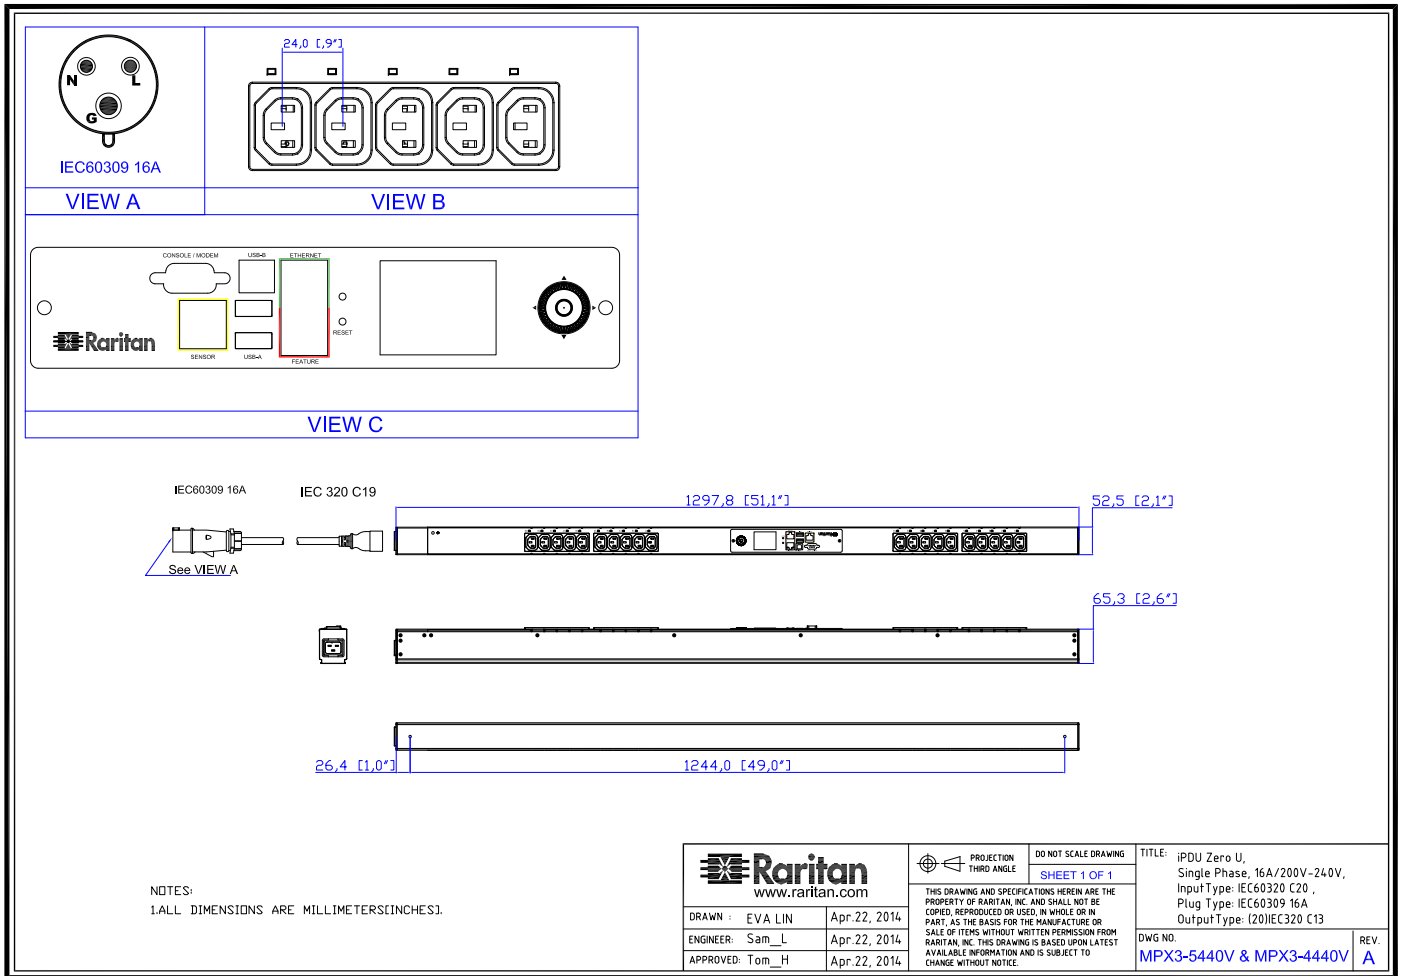 24,0 [,9"]
N
L
G
IEC60309 16A
VIEW A
VIEW B
CONSOLE / MODEM
USB-B
ETHERNET
RESET
Raritan
SENSOR
USB-A
FEATURE
VIEW C
IEC60309 16A
IEC 320 C19
1297,8 [51,1"]
52,5 [2,1"]
See VIEW A
65,3 [2,6"]
26,4 [1,0"]
1244,0 [49,0"]
NOTES:
1.ALL DIMENSIONS ARE MILLIMETERS[INCHES].
Raritan
www.raritan.com
DRAWN : EVA LIN Apr.22, 2014
ENGINEER: Sam__L Apr.22, 2014
APPROVED: Tom__H Apr.22, 2014
PROJECTION
THIRD ANGLE
DO NOT SCALE DRAWING
SHEET 1 OF 1
THIS DRAWING AND SPECIFICATIONS HEREIN ARE THE
PROPERTY OF RARITAN, INC. AND SHALL NOT BE
COPIED, REPRODUCED OR USED, IN WHOLE OR IN
PART, AS THE BASIS FOR THE MANUFACTURE OR
SALE OF ITEMS WITHOUT WRITTEN PERMISSION FROM
RARITAN, INC. THIS DRAWING IS BASED UPON LATEST
AVAILABLE INFORMATION AND IS SUBJECT TO
CHANGE WITHOUT NOTICE.
TITLE: iPDU Zero U,
Single Phase, 16A/200V-240V,
InputType: IEC60320 C20 ,
Plug Type: IEC60309 16A
OutputType: (20)IEC320 C13
DWG NO.
MPX3-5440V & MPX3-4440V
REV.
A